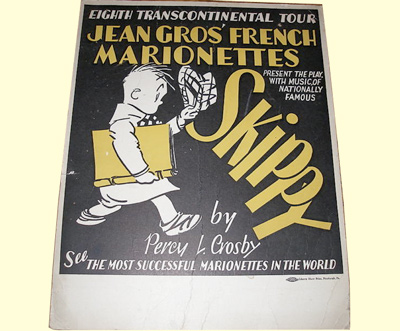 EIGHTH TRANSCONTINENTAL TOUR
JEAN GROS' FRENCH
MARIONETTES
PRESENT THE PLAY,
WITH MUSIC, OF
NATIONALLY
FAMOUS
SKIPPY
by
Percy L. Crosby
See
THE MOST SUCCESSFUL MARIONETTES IN THE WORLD